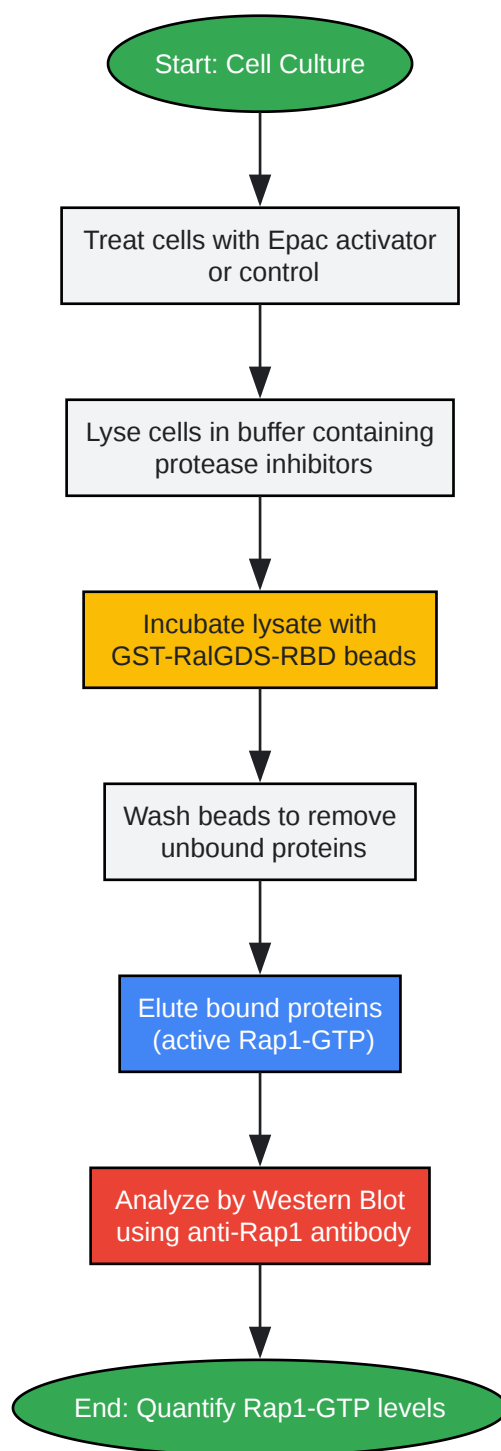 Start: Cell Culture
Treat cells with Epac activator
or control
Lyse cells in buffer containing
protease inhibitors
Incubate lysate with
GST-RalGDS-RBD beads
Wash beads to remove
unbound proteins
Elute bound proteins
(active Rap1-GTP)
Analyze by Western Blot
using anti-Rap1 antibody
End: Quantify Rap1-GTP levels